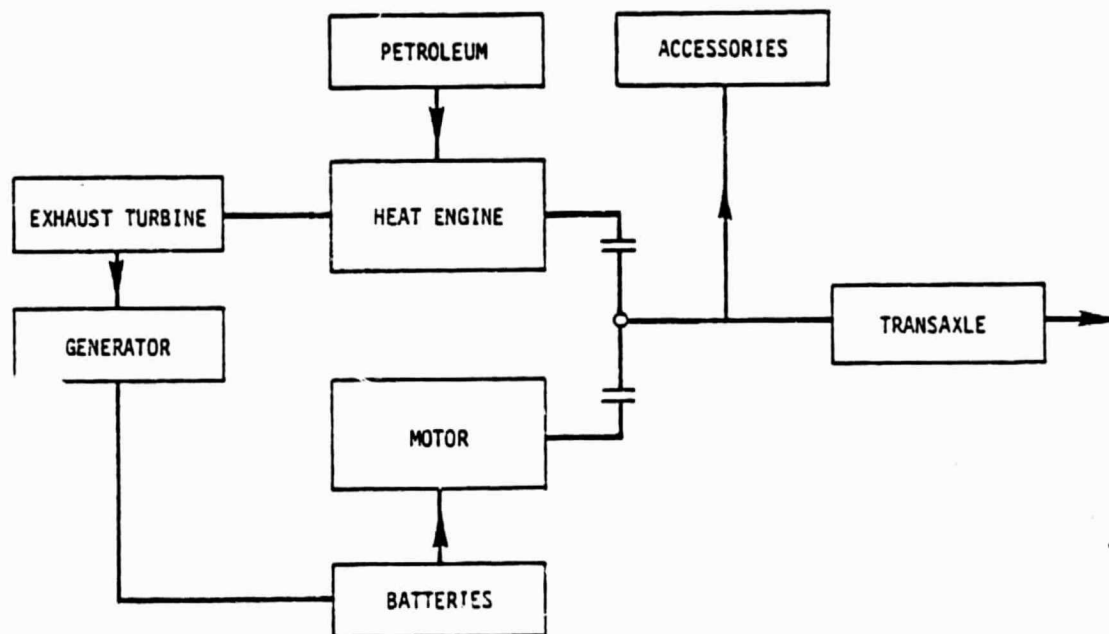 PETROLEUM
ACCESSORIES
EXHAUST TURBINE
HEAT ENGINE
GENERATOR
TRANSAXLE
MOTOR
BATTERIES